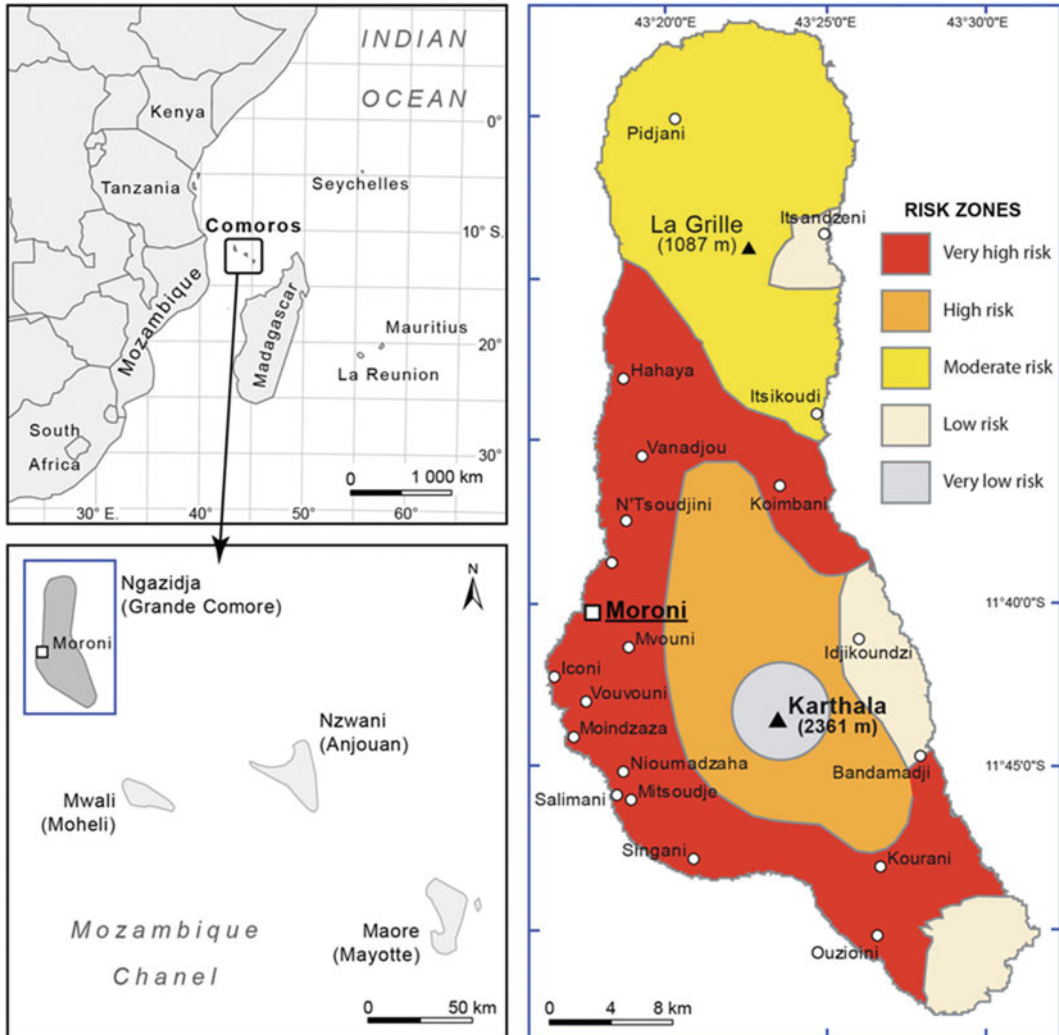 INDIAN
OCEAN
Kenya
0°
Tanzania
Seychelles
Comoros
10° S.
Mozambique
Madagascar
Mauritius
20°
La Reunion
South
Africa
30°
0 1 000 km
30° E. 40 50 60
Ngazidja
(Grande Comore)
N
Moroni
Nzwani
(Anjouan)
Mwali
(Moheli)
Maore
(Mayotte)
Mozambique
Chanel
0 50 km
43°20'E 43°25'E 43°30'E
Pidjani
Itsandzeni
La Grille
(1087 m)
Hahaya
Itsikoudi
Vanadjou
N'Tsoudjini
Koimbani
Moroni
11°40'0"S
Mvouni
Idjikoundzi
Iconi
Vouvouni
Karthala
(2361 m)
Moindzaza
Nioumadzaha
Bandamadji
11°45'0"S
Salimani
Mitsoudje
Singani
Kourani
Ouzioini
0 4 8 km
RISK ZONES
Very high risk
High risk
Moderate risk
Low risk
Very low risk